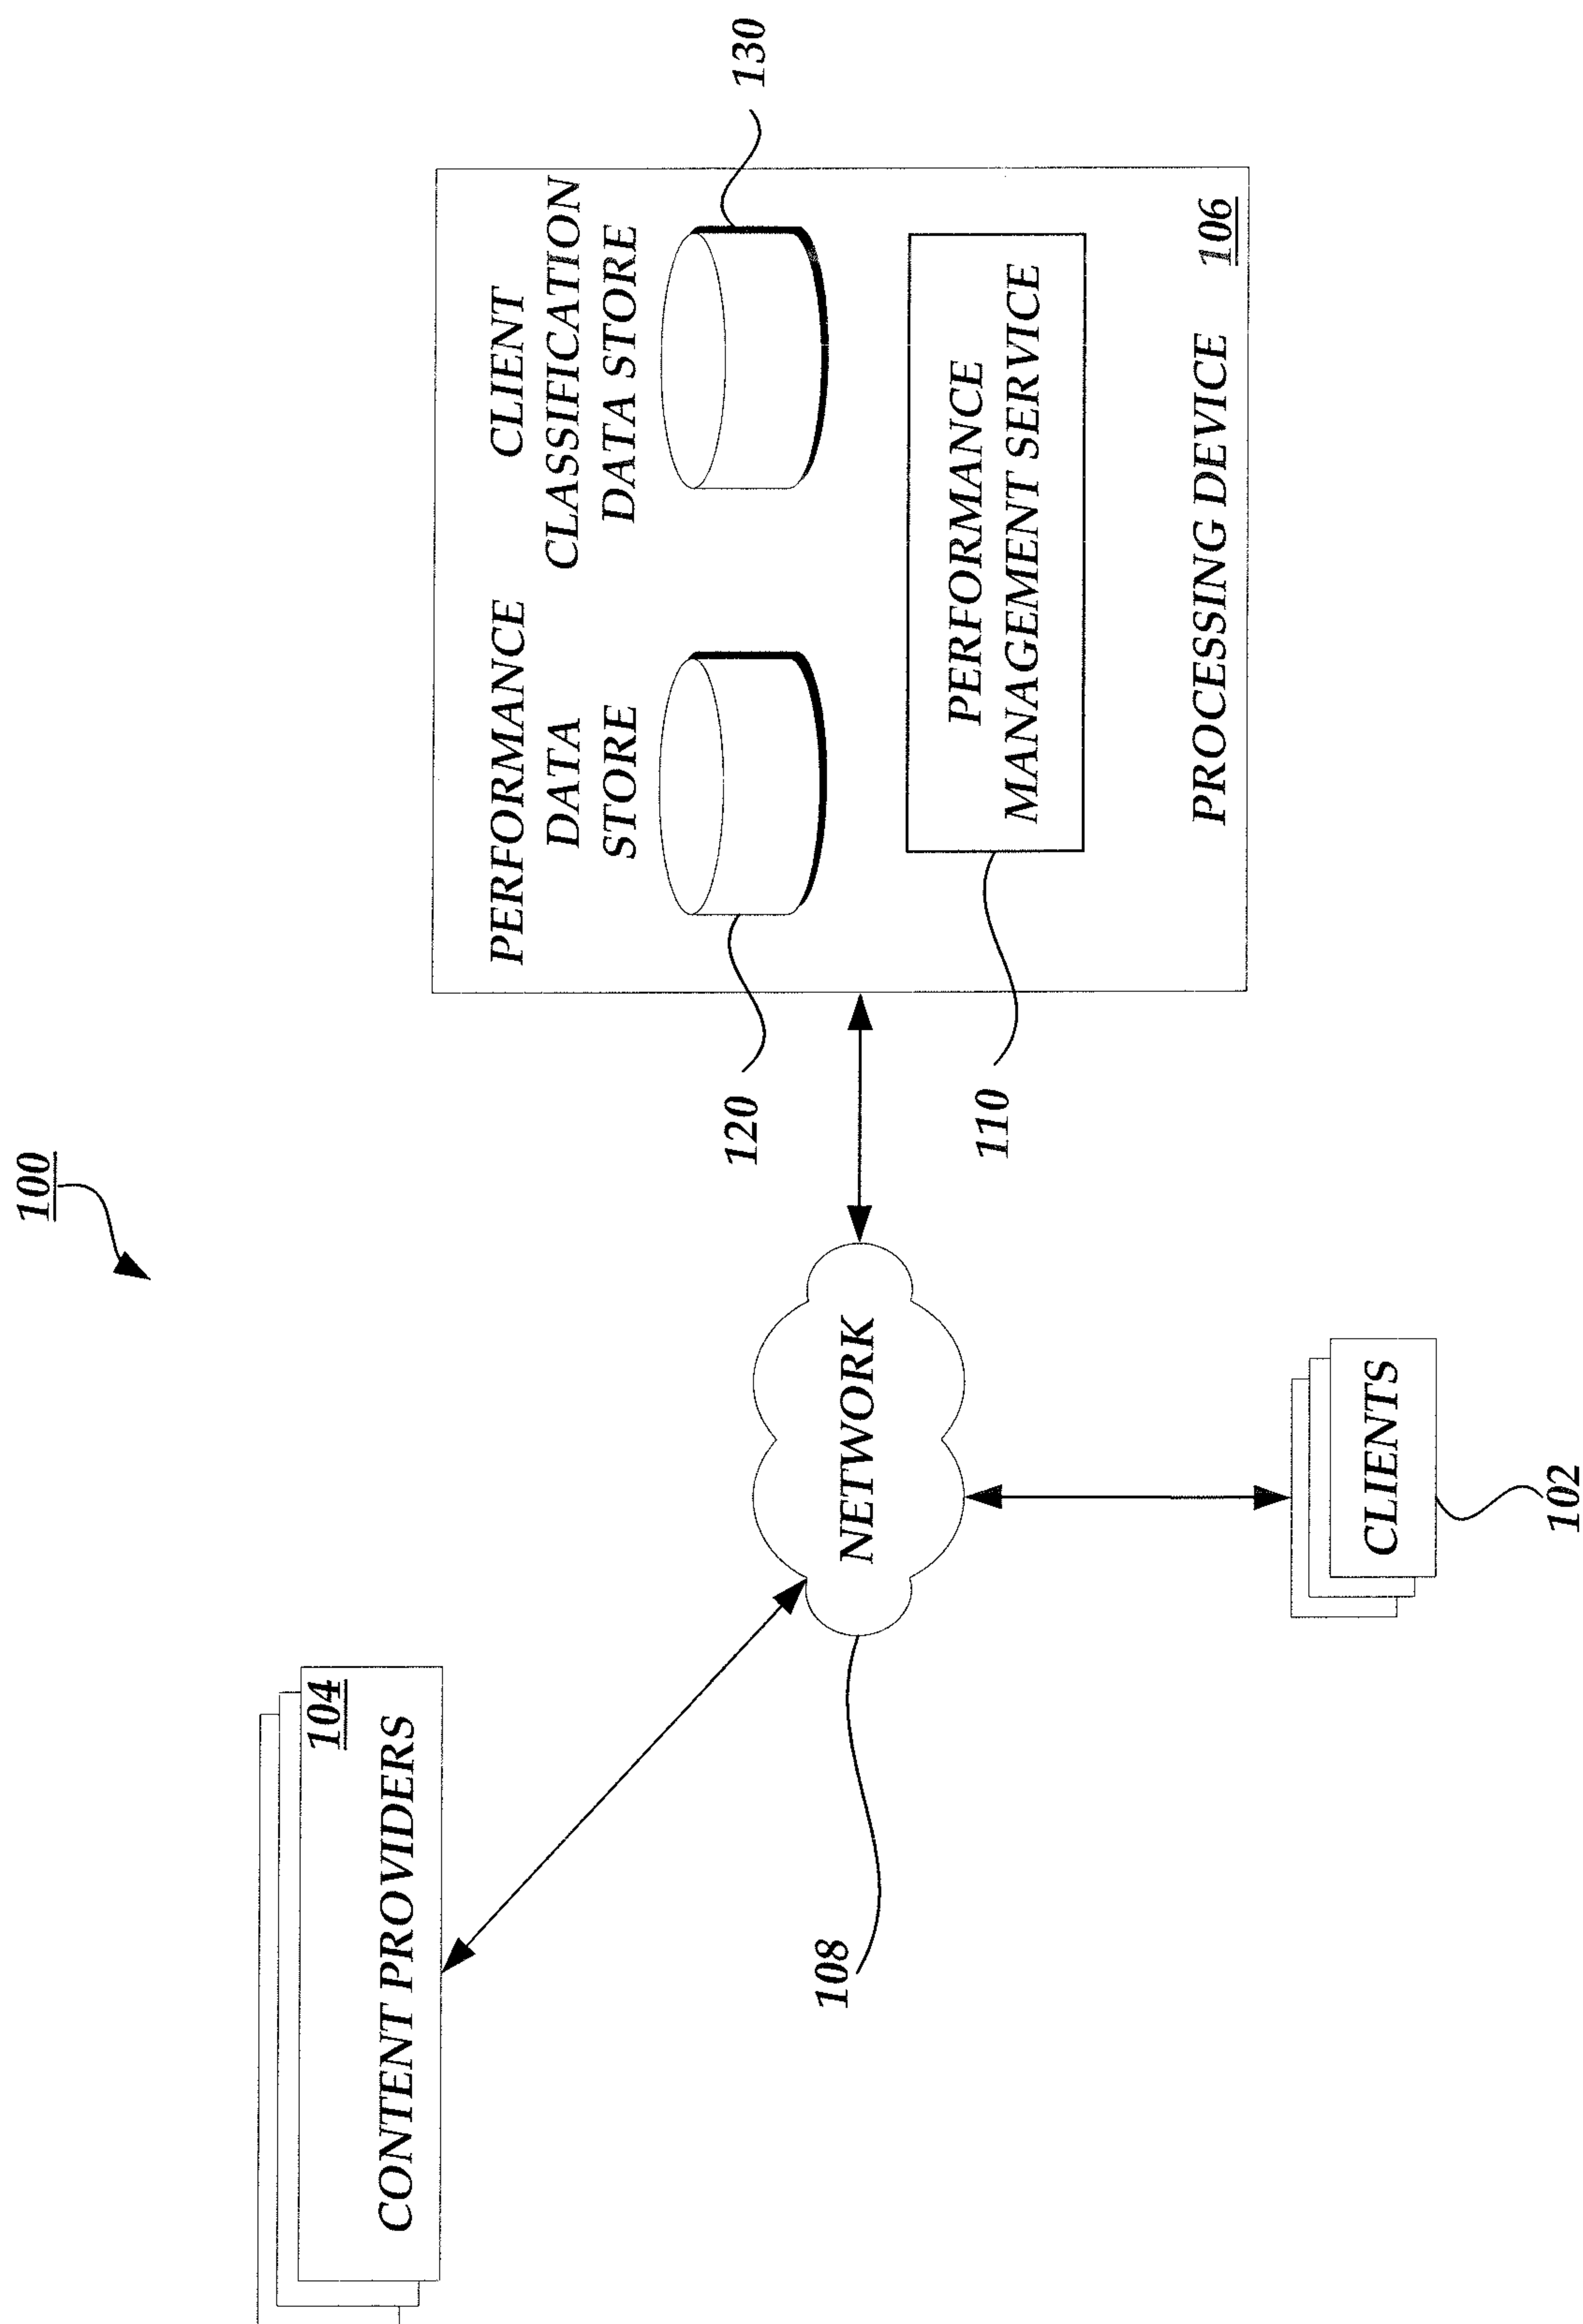 100
104
CONTENT PROVIDERS
PERFORMANCE
DATA
STORE
CLIENT
CLASSIFICATION
DATA STORE
120
130
108
NETWORK
110
PERFORMANCE
MANAGEMENT SERVICE
PROCESSING DEVICE
106
CLIENTS
102